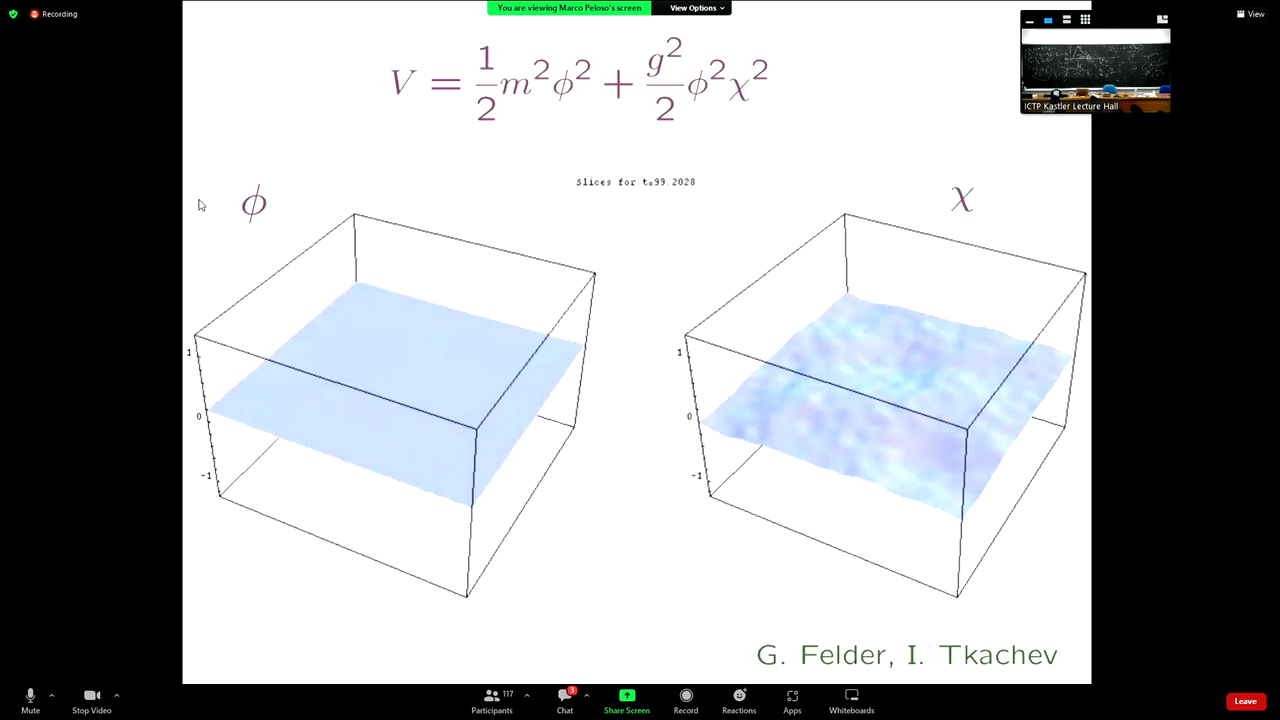 Recording
You are viewing Marco Peloso's screen
View Options
View
ICTP Kastler Lecture Hall
V = 1/2 m²ϕ² + g²/2 ϕ²χ²
Slices for t=99.2028
ϕ
χ
1
0
-1
1
0
-1
G. Felder, I. Tkachev
Mute
Stop Video
117
Participants
3
Chat
Share Screen
Record
Reactions
Apps
Whiteboards
Leave